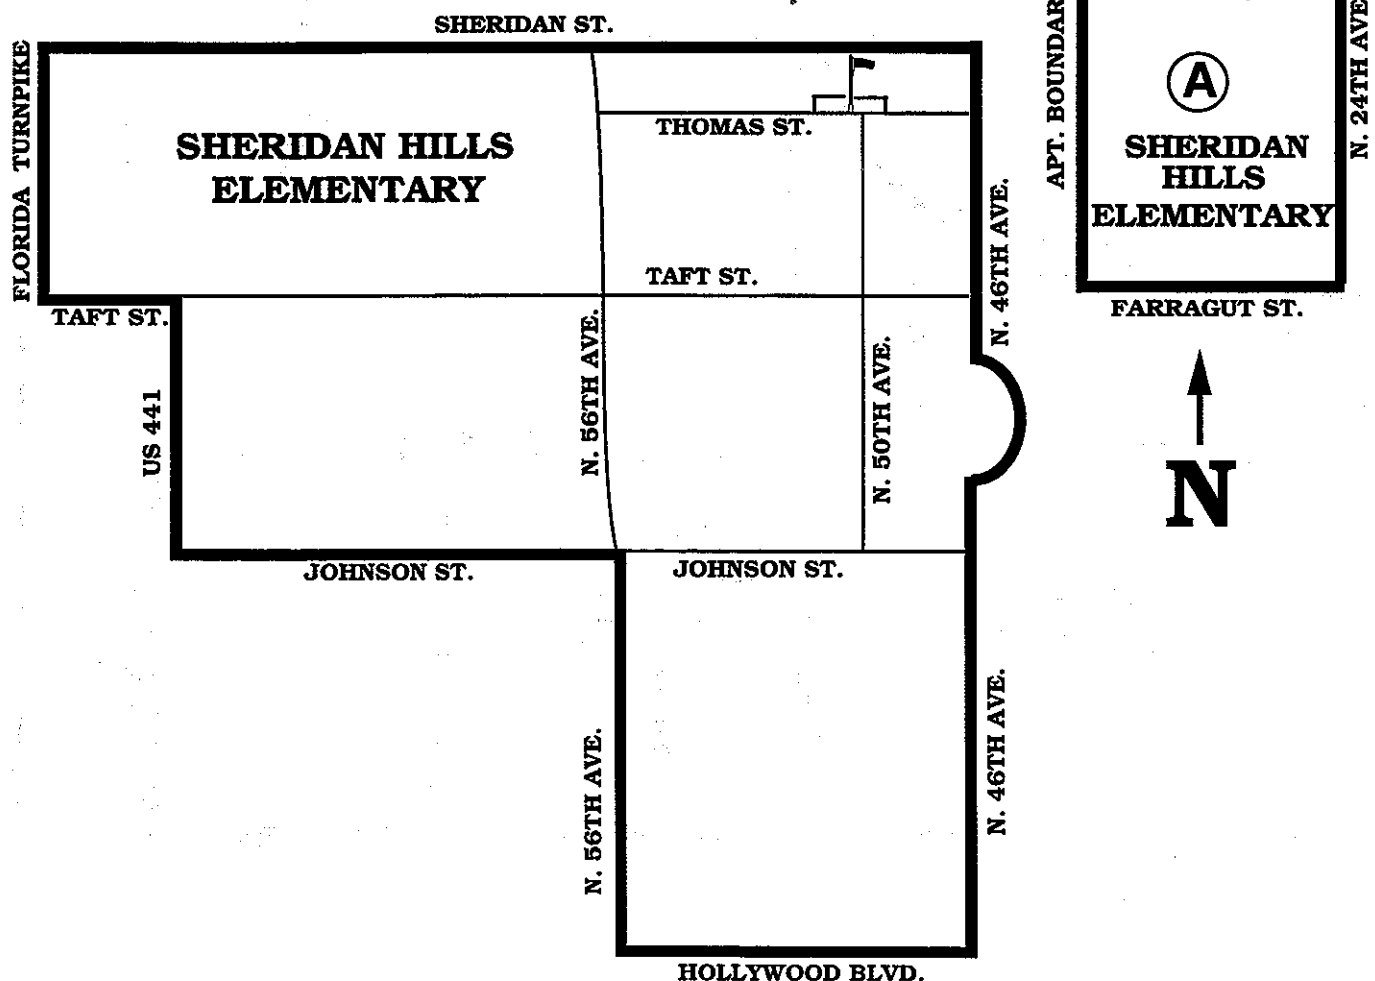 SHERIDAN ST.
FLORIDA TURNPIKE
SHERIDAN HILLS
ELEMENTARY
THOMAS ST.
TAFT ST.
TAFT ST.
N. 46TH AVE.
US 441
N. 56TH AVE.
N. 50TH AVE.
JOHNSON ST.
JOHNSON ST.
N. 56TH AVE.
N. 46TH AVE.
HOLLYWOOD BLVD.
APT. BOUNDAR
A
SHERIDAN
HILLS
ELEMENTARY
N. 24TH AVE
FARRAGUT ST.
N